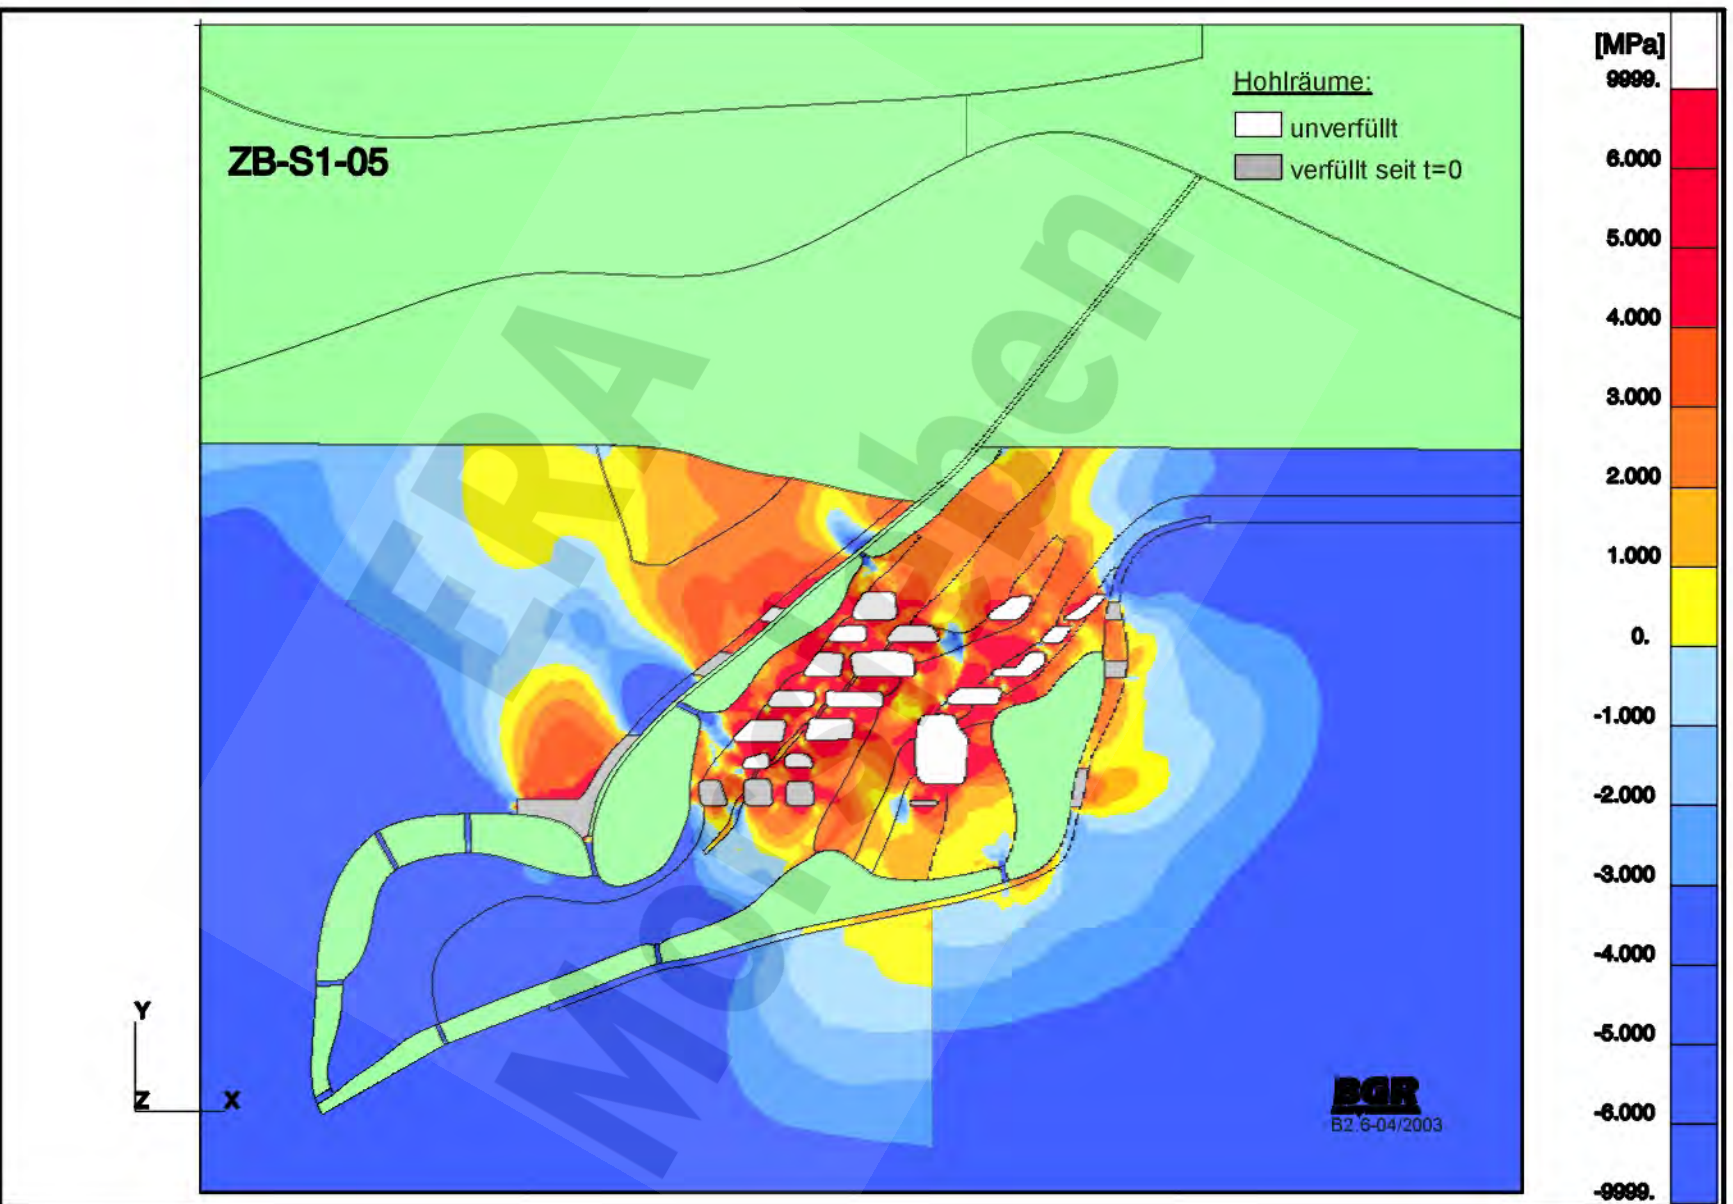 [MPa]
9999.
6.000
5.000
4.000
3.000
2.000
1.000
0.
-1.000
-2.000
-3.000
-4.000
-5.000
-6.000
-9999.
Hohlräume:
unverfüllt
verfüllt seit t=0
ZB-S1-05
ERA
Morsleben
Y
Z
X
BGR
B2.6-04/2003